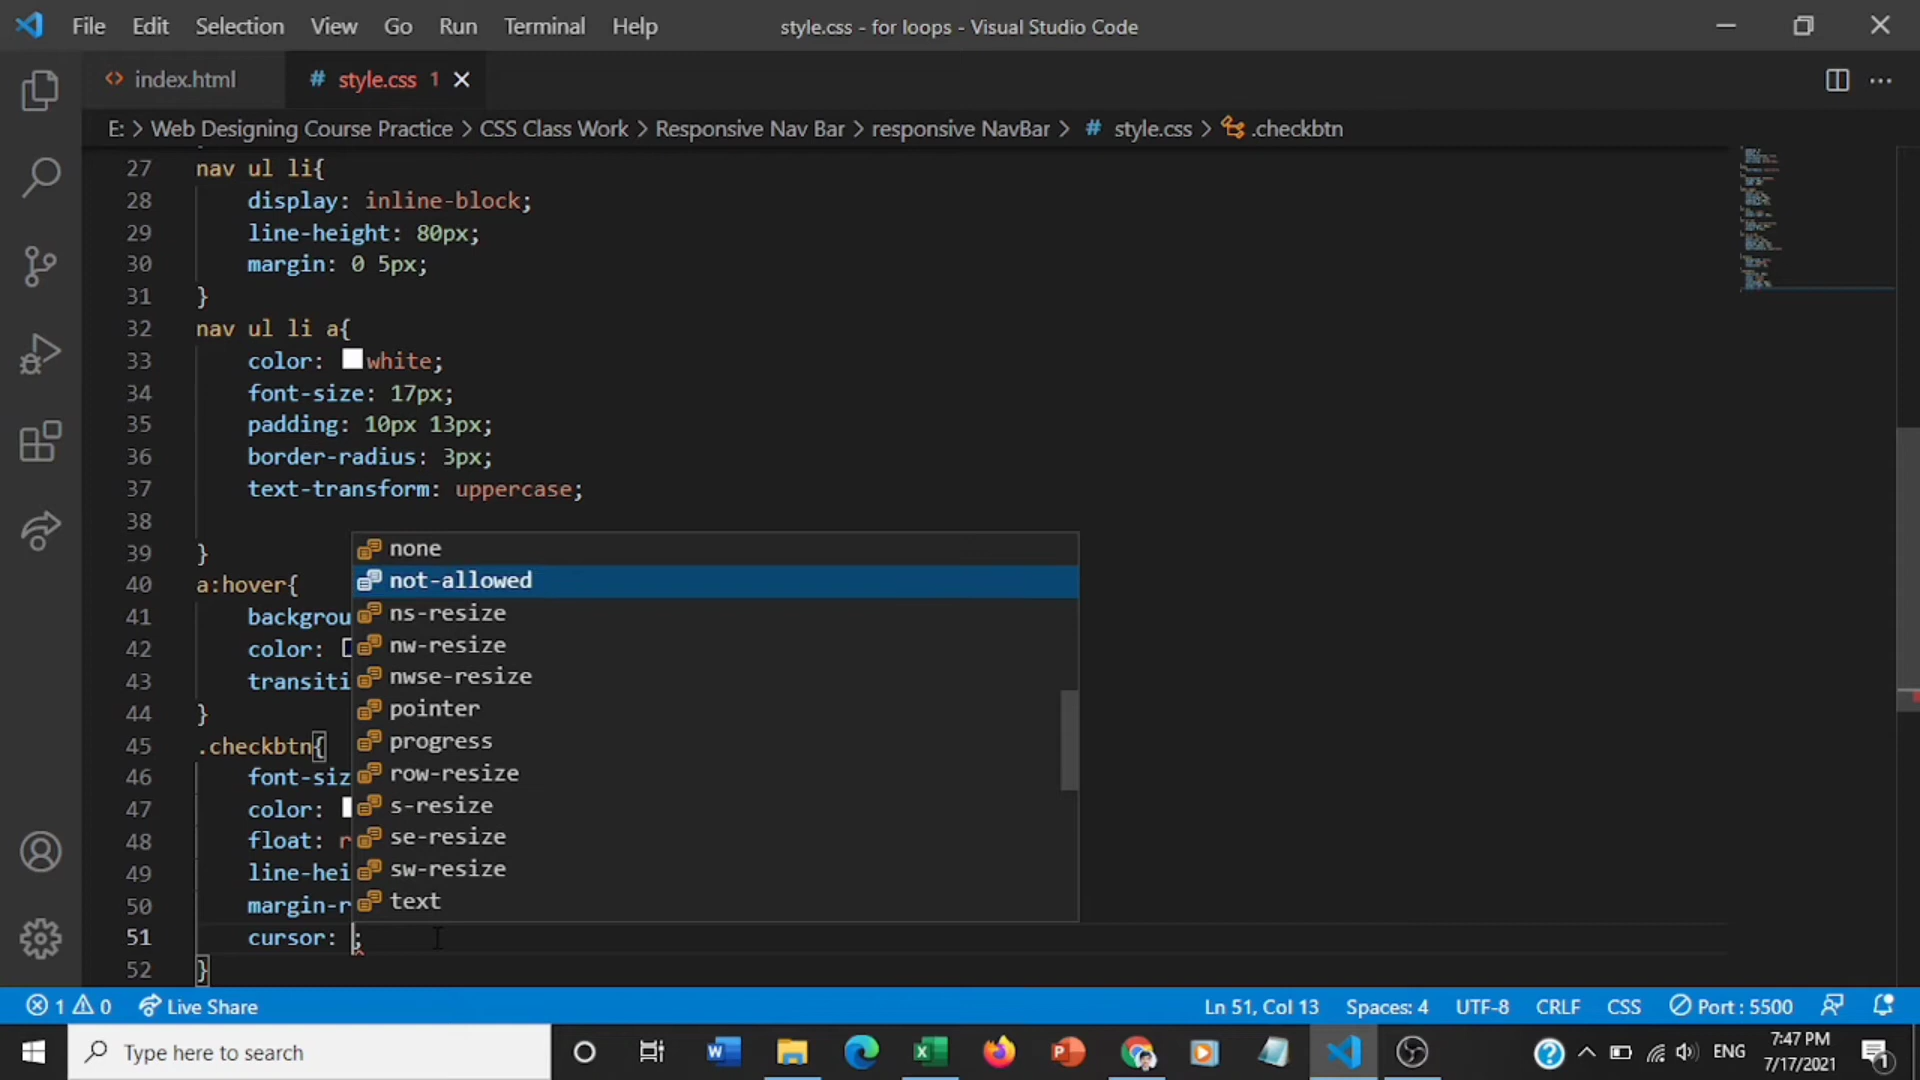 File Edit Selection View Go Run Terminal Help style.css - for loops - Visual Studio Code
index.html # style.css 1
E: > Web Designing Course Practice > CSS Class Work > Responsive Nav Bar > responsive NavBar > # style.css > .checkbtn
27 nav ul li{
28 display: inline-block;
29 line-height: 80px;
30 margin: 0 5px;
31 }
32 nav ul li a{
33 color: white;
34 font-size: 17px;
35 padding: 10px 13px;
36 border-radius: 3px;
37 text-transform: uppercase;
38
39 }
40 a:hover{
41 backgrou
42 color:
43 transiti
44 }
45 .checkbtn{
46 font-siz
47 color:
48 float: r
49 line-hei
50 margin-r
51 cursor: ;
52 }
none
not-allowed
ns-resize
nw-resize
nwse-resize
pointer
progress
row-resize
s-resize
se-resize
sw-resize
text
1 0 Live Share Ln 51, Col 13 Spaces: 4 UTF-8 CRLF CSS Port : 5500
Type here to search
ENG 7:47 PM
7/17/2021 1